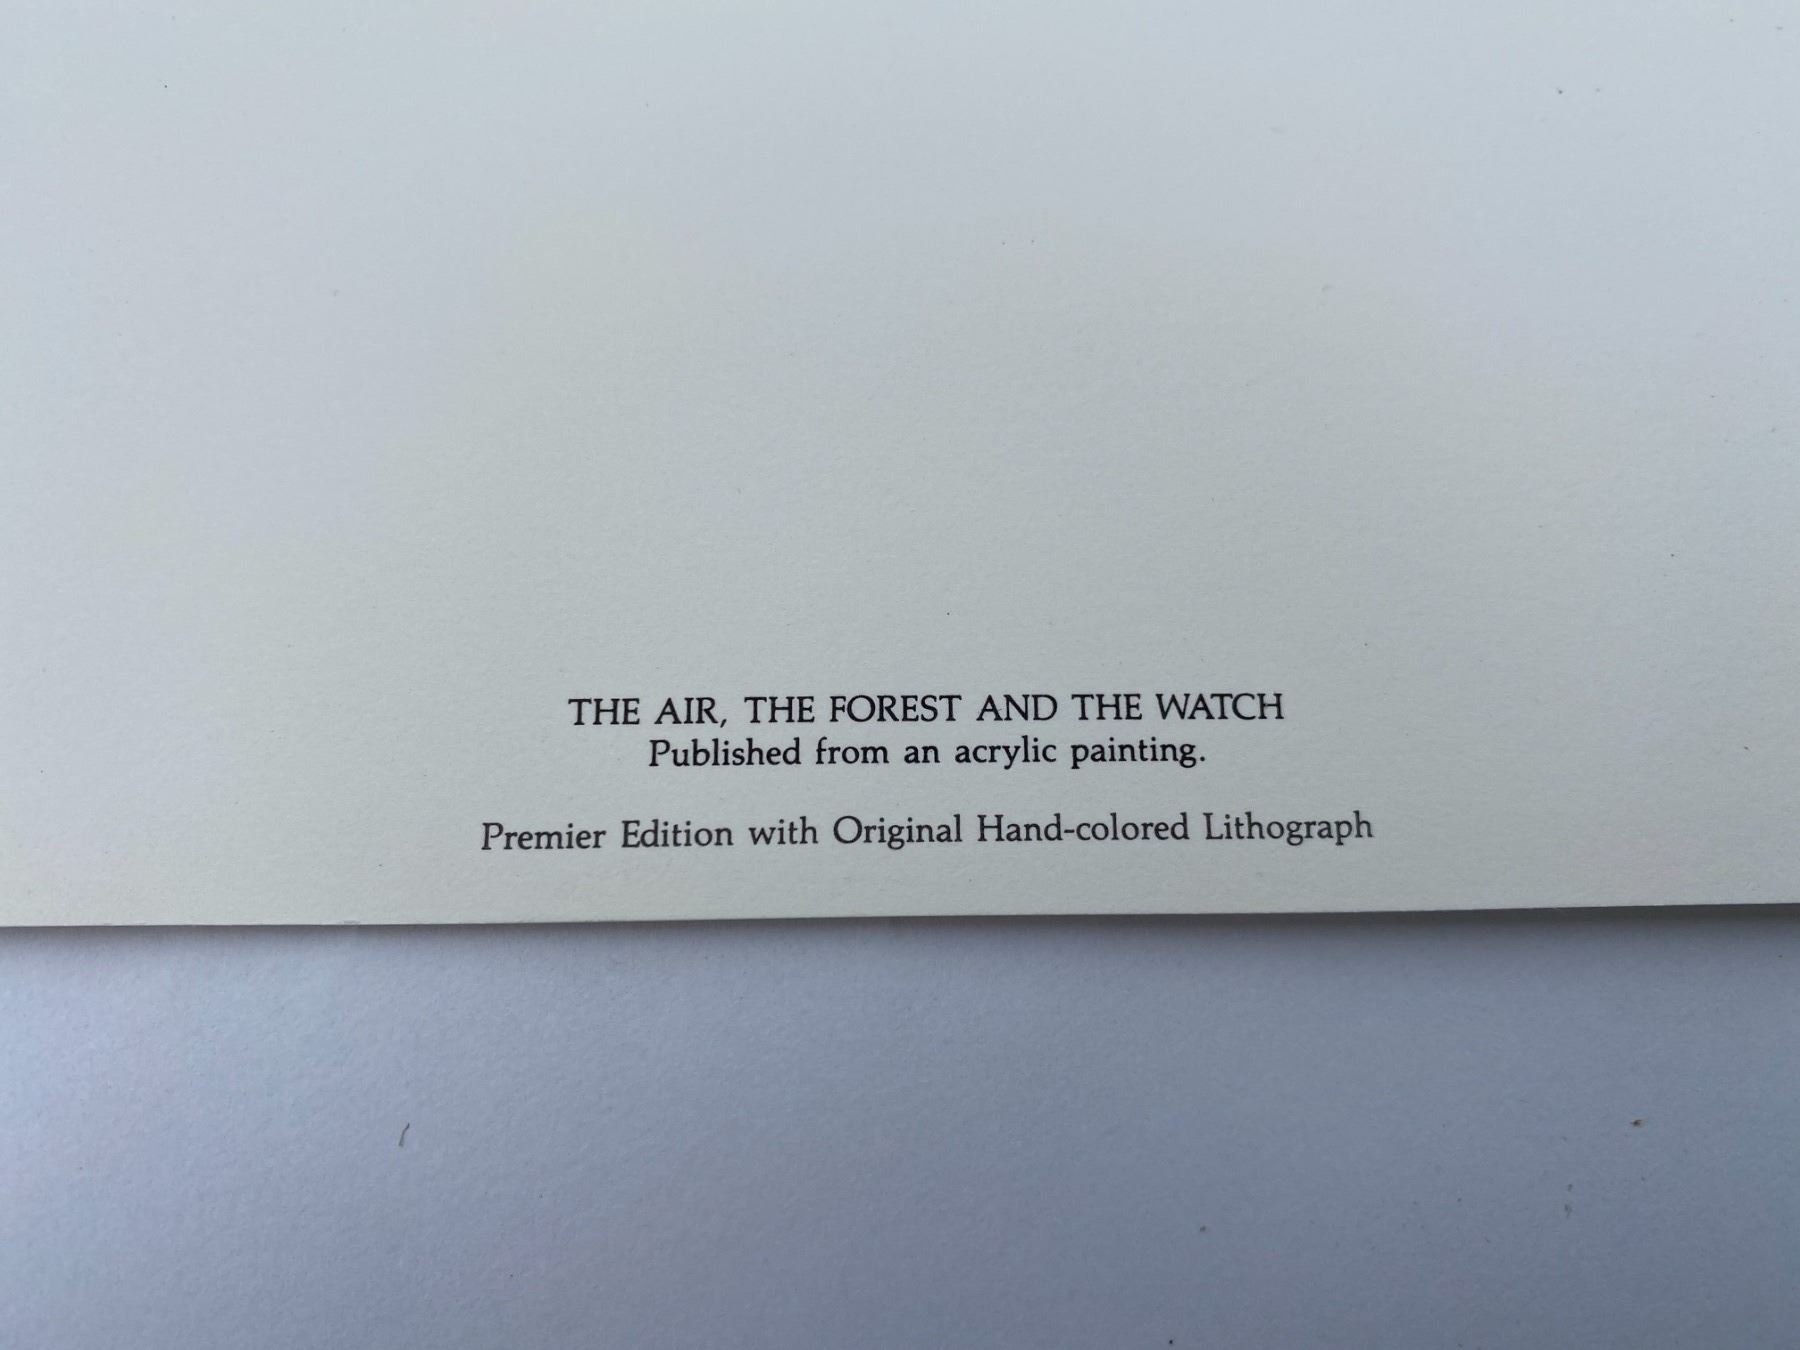 THE AIR, THE FOREST AND THE WATCH
Published from an acrylic painting.
Premier Edition with Original Hand-colored Lithograph